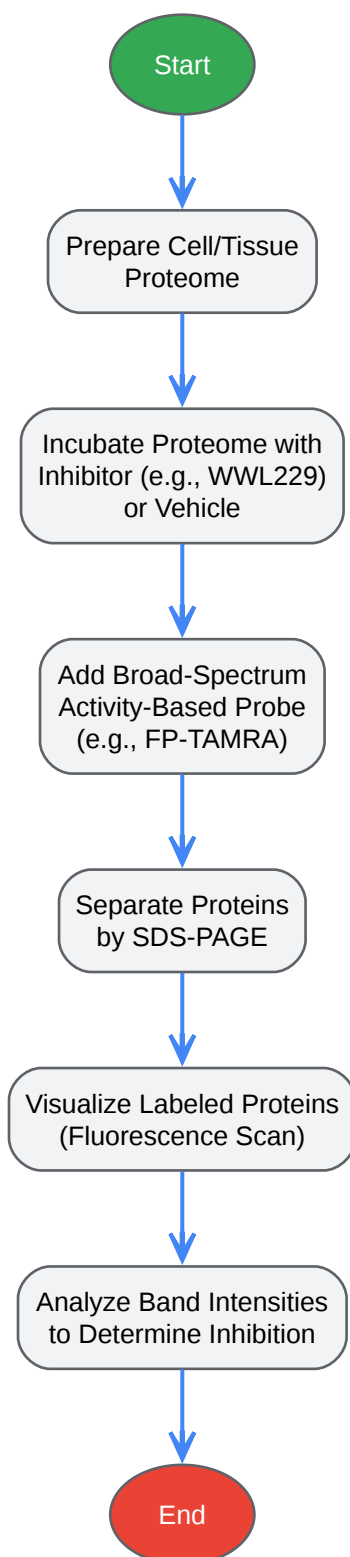 Start
Prepare Cell/Tissue
Proteome
Incubate Proteome with
Inhibitor (e.g., WWL229)
or Vehicle
Add Broad-Spectrum
Activity-Based Probe
(e.g., FP-TAMRA)
Separate Proteins
by SDS-PAGE
Visualize Labeled Proteins
(Fluorescence Scan)
Analyze Band Intensities
to Determine Inhibition
End